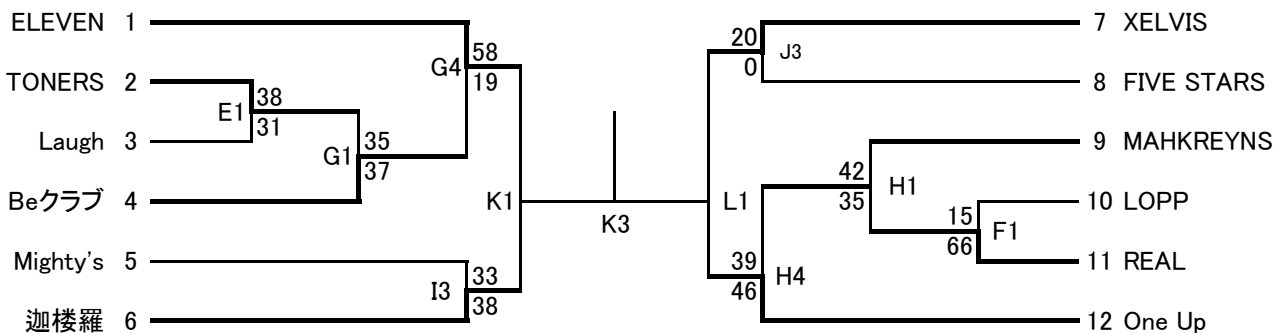 ELEVEN 1
TONERS 2
Laugh 3
Beクラブ 4
Mighty's 5
迦楼羅 6
E1
38
31
G1
35
37
G4
58
19
I3
33
38
K1
K3
L1
20
0
J3
42
35
H1
15
66
F1
39
46
H4
7 XELVIS
8 FIVE STARS
9 MAHKREYNS
10 LOPP
11 REAL
12 One Up